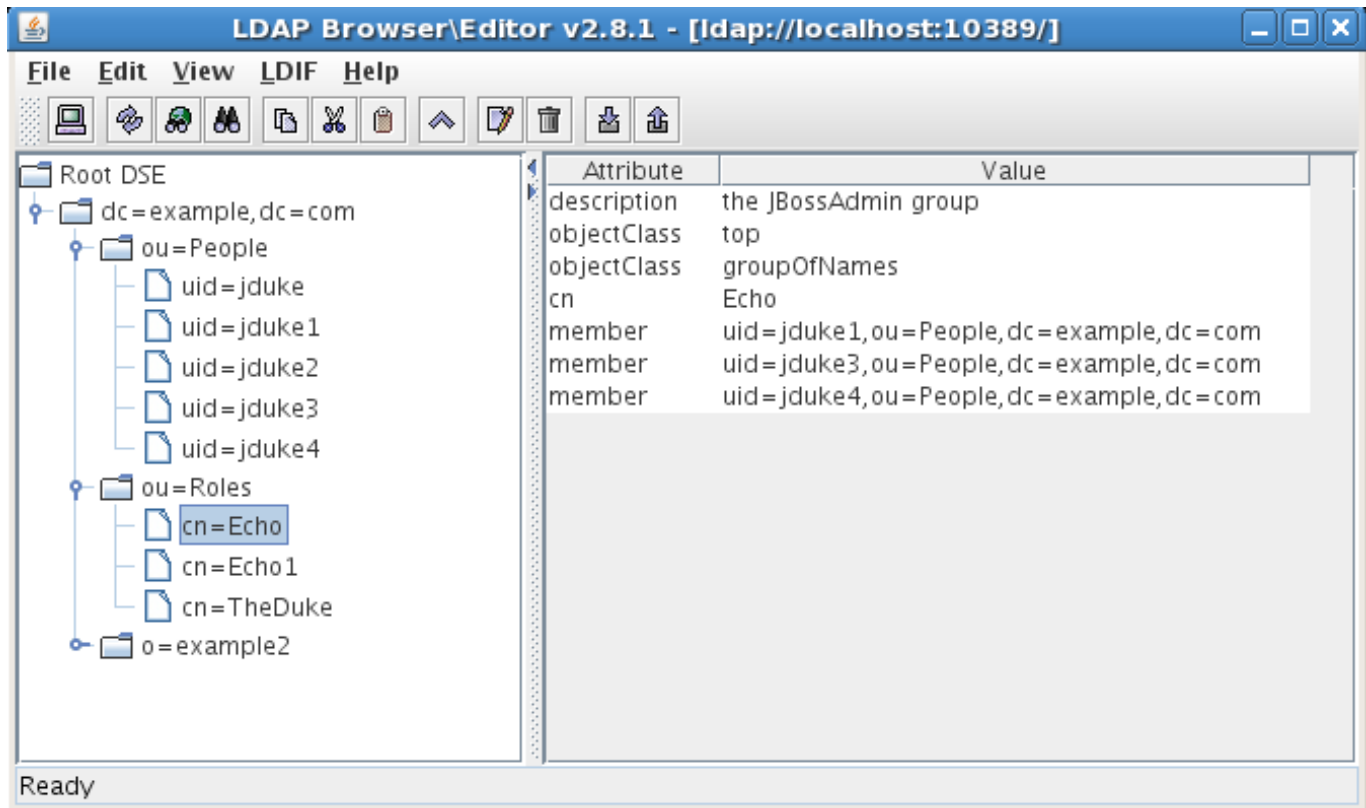 LDAP Browser\Editor v2.8.1 - [ldap://localhost:10389/]
File Edit View LDIF Help
Root DSE
dc=example,dc=com
ou=People
uid=jduke
uid=jduke1
uid=jduke2
uid=jduke3
uid=jduke4
ou=Roles
cn=Echo
cn=Echo1
cn=TheDuke
o=example2
Attribute Value
description the JBossAdmin group
objectClass top
objectClass groupOfNames
cn Echo
member uid=jduke1,ou=People,dc=example,dc=com
member uid=jduke3,ou=People,dc=example,dc=com
member uid=jduke4,ou=People,dc=example,dc=com
Ready